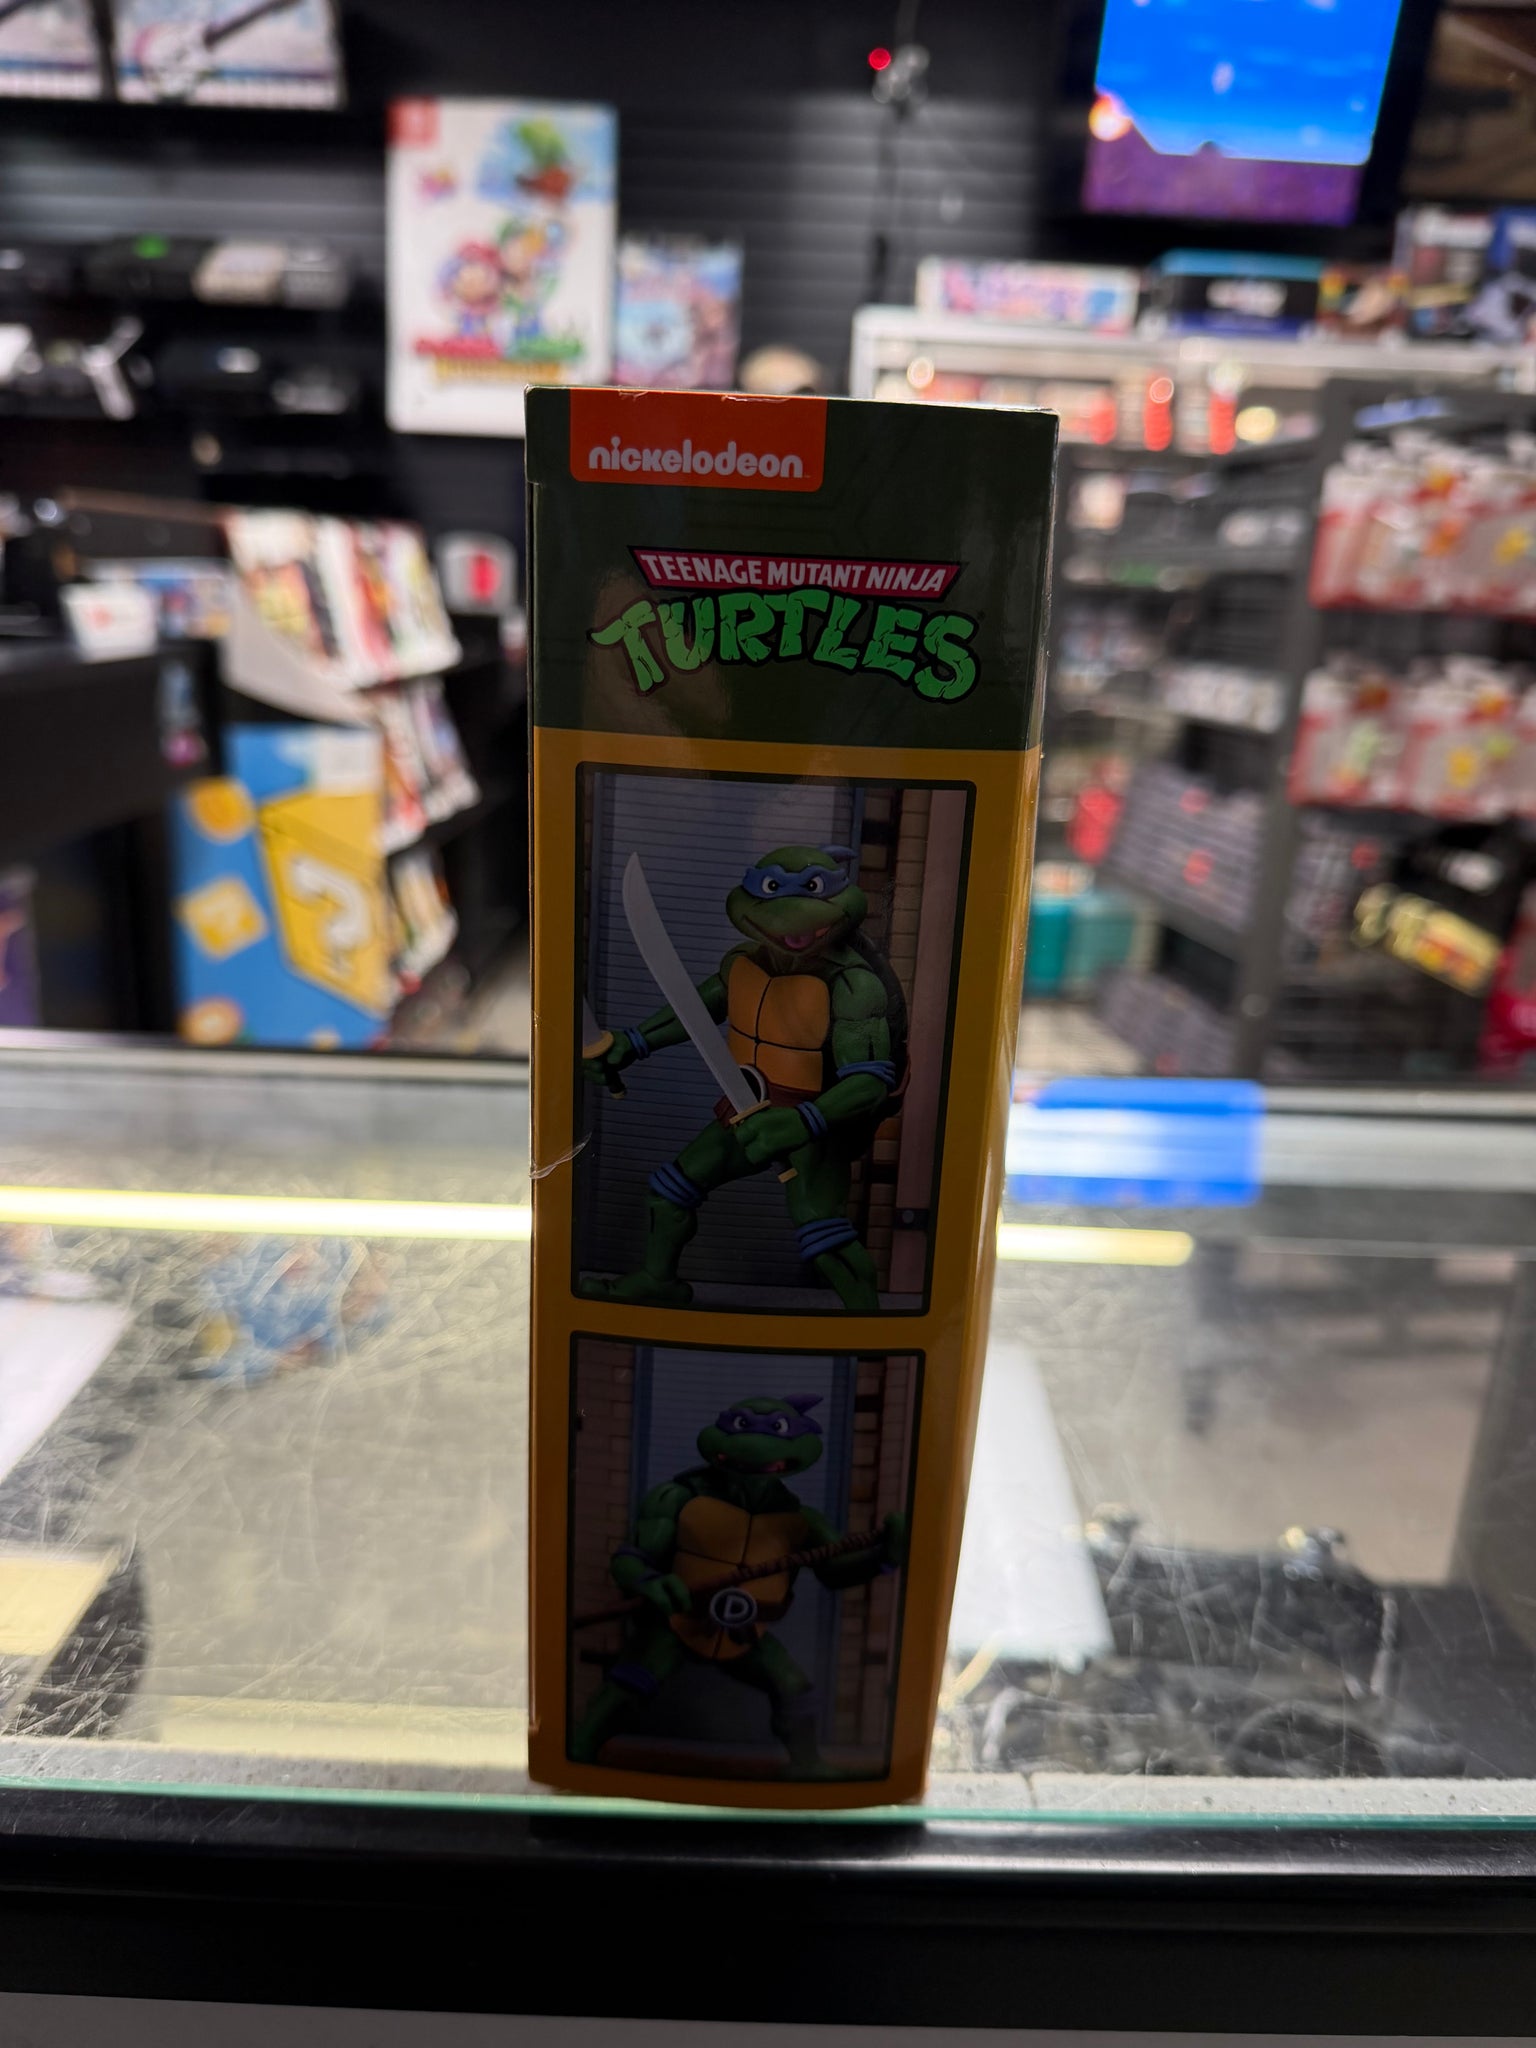 nickelodeon
TEENAGE MUTANT NINJA
TURTLES
D